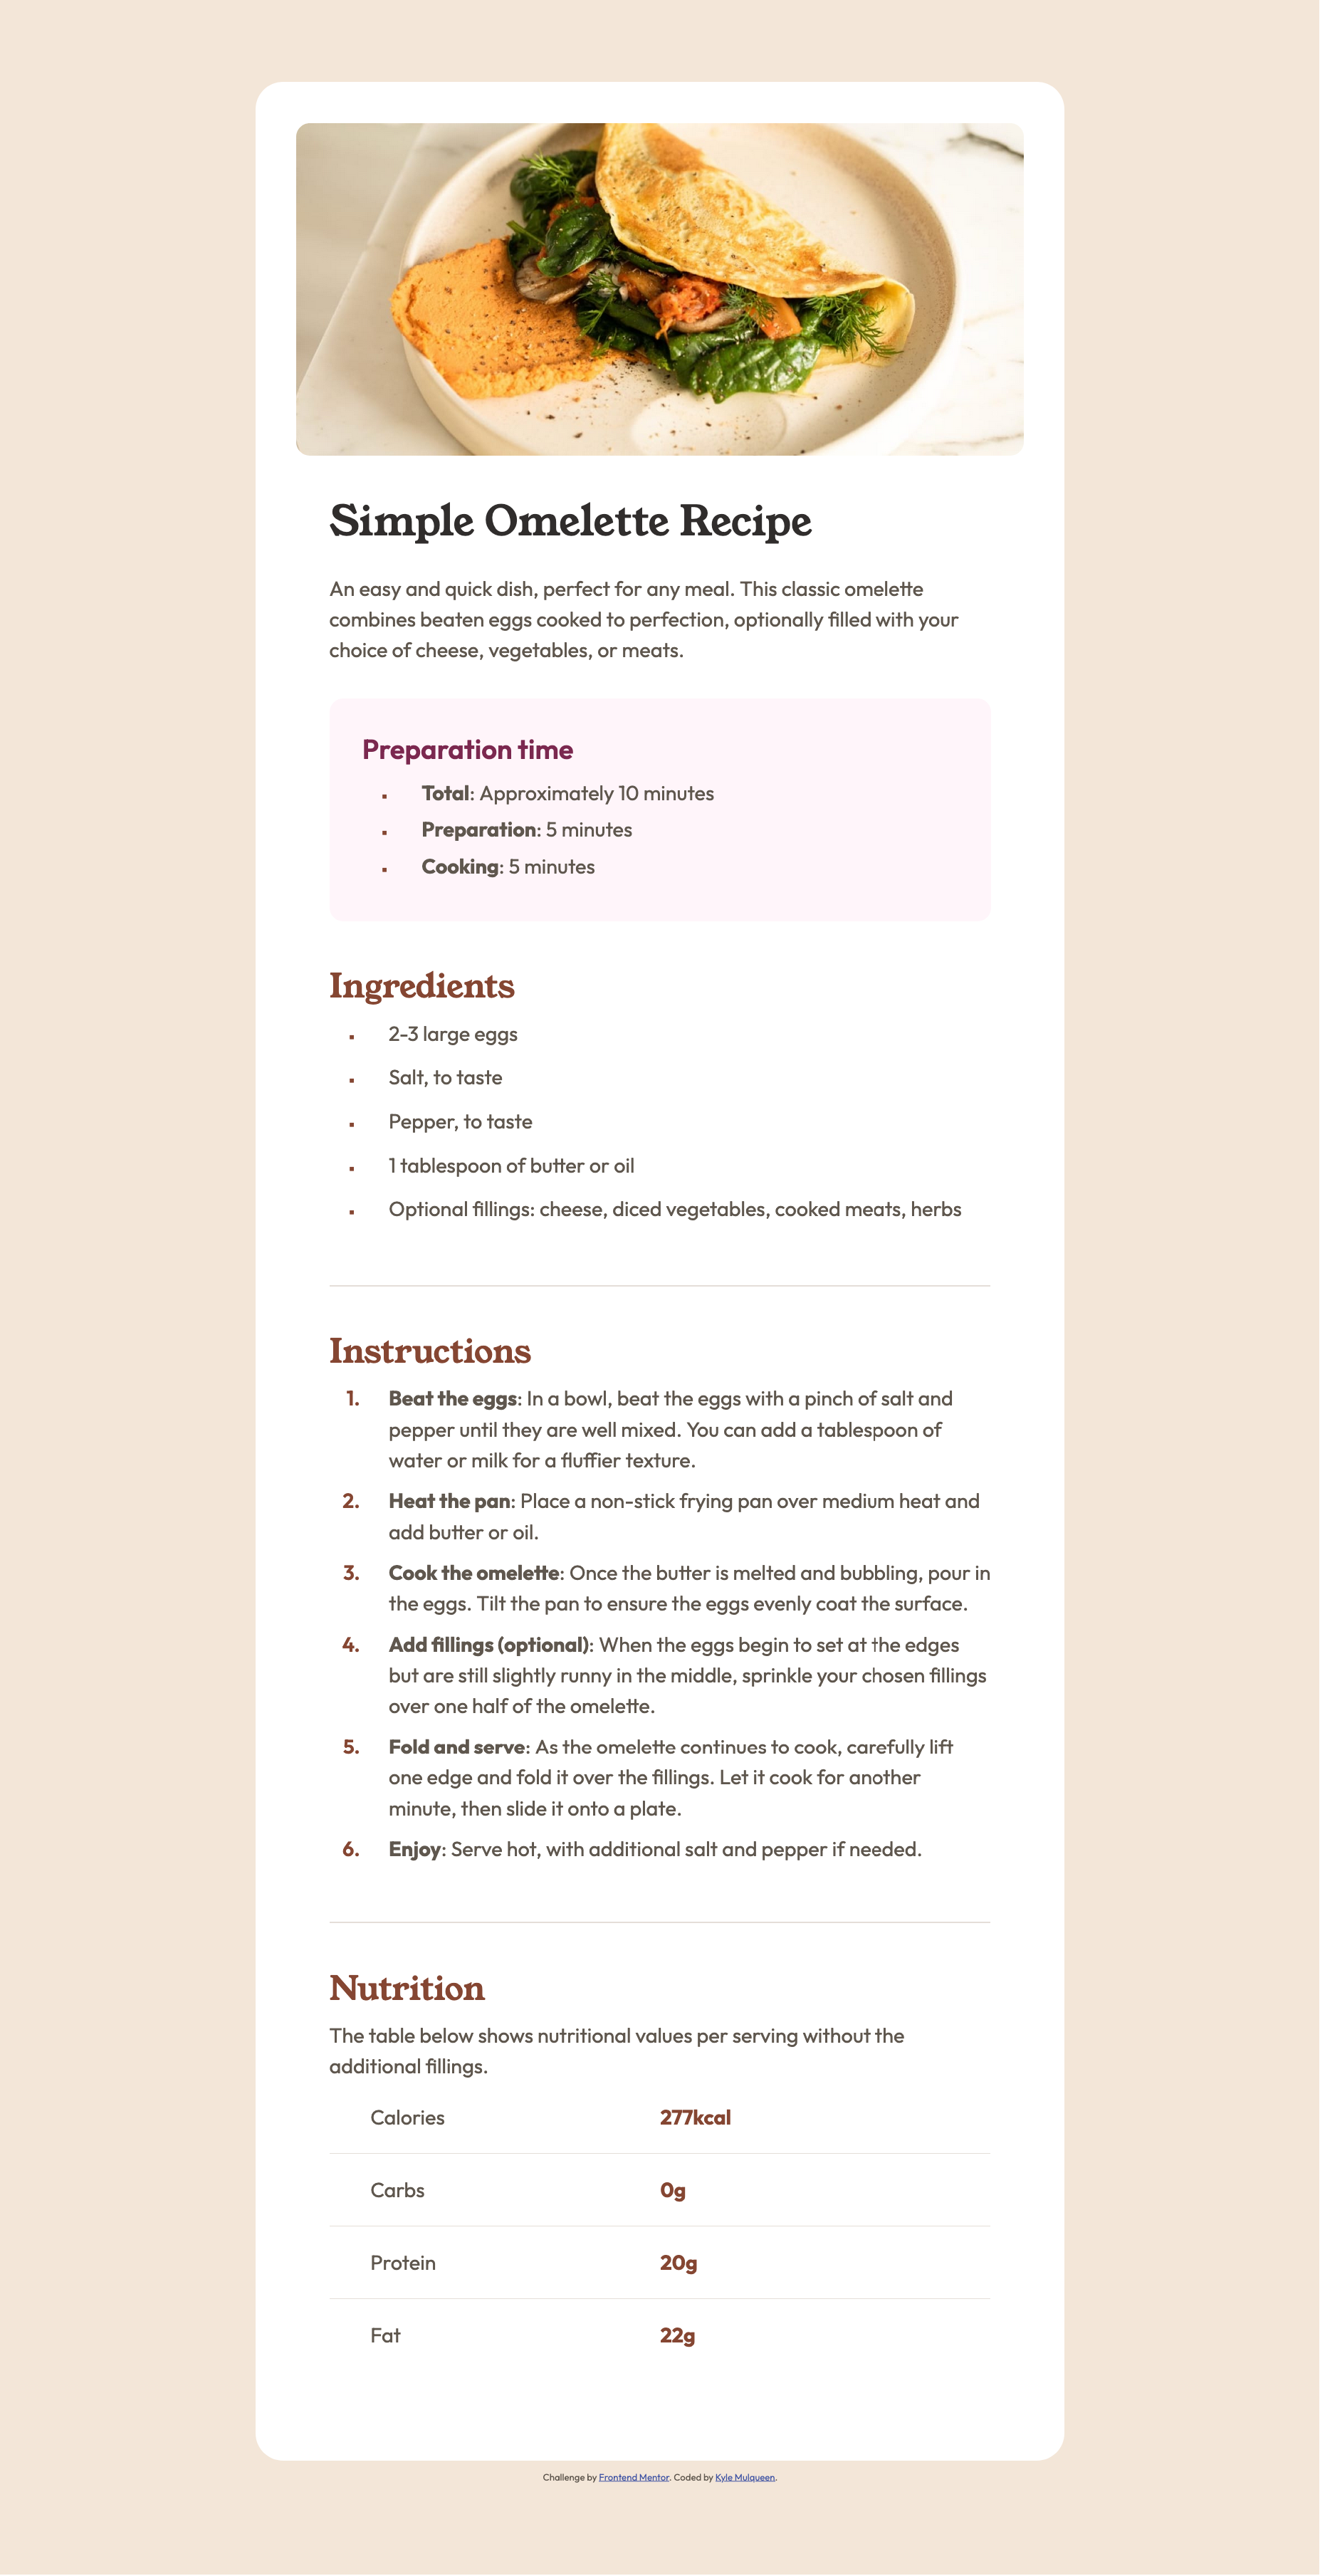 Simple Omelette Recipe
An easy and quick dish, perfect for any meal. This classic omelette
combines beaten eggs cooked to perfection, optionally filled with your
choice of cheese, vegetables, or meats.
Preparation time
Total: Approximately 10 minutes
Preparation: 5 minutes
Cooking: 5 minutes
Ingredients
2-3 large eggs
Salt, to taste
Pepper, to taste
1 tablespoon of butter or oil
Optional fillings: cheese, diced vegetables, cooked meats, herbs
Instructions
1. Beat the eggs: In a bowl, beat the eggs with a pinch of salt and
pepper until they are well mixed. You can add a tablespoon of
water or milk for a fluffier texture.
2. Heat the pan: Place a non-stick frying pan over medium heat and
add butter or oil.
3. Cook the omelette: Once the butter is melted and bubbling, pour in
the eggs. Tilt the pan to ensure the eggs evenly coat the surface.
4. Add fillings (optional): When the eggs begin to set at the edges
but are still slightly runny in the middle, sprinkle your chosen fillings
over one half of the omelette.
5. Fold and serve: As the omelette continues to cook, carefully lift
one edge and fold it over the fillings. Let it cook for another
minute, then slide it onto a plate.
6. Enjoy: Serve hot, with additional salt and pepper if needed.
Nutrition
The table below shows nutritional values per serving without the
additional fillings.
Calories 277kcal
Carbs 0g
Protein 20g
Fat 22g
Challenge by Frontend Mentor. Coded by Kyle Mulqueen.